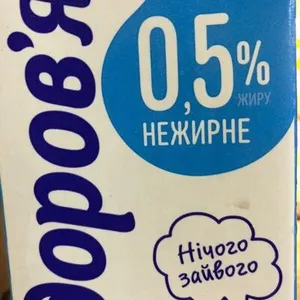 доров'я
0,5%
ЖИРУ
НЕЖИРНЕ
Нічого
зайвого